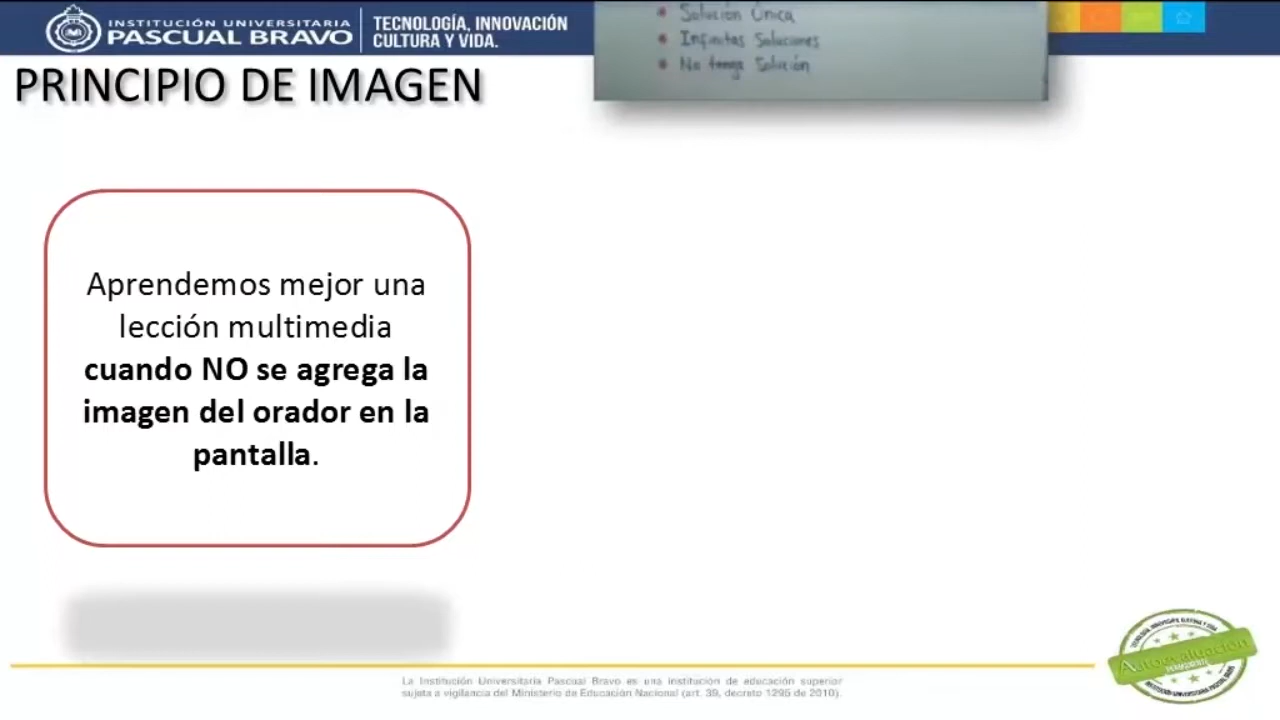 INSTITUCIÓN UNIVERSITARIA
PASCUAL BRAVO
TECNOLOGÍA, INNOVACIÓN
CULTURA Y VIDA.
Solución Única
Infinitas Soluciones
No tenga Solución
PRINCIPIO DE IMAGEN
Aprendemos mejor una
lección multimedia
cuando NO se agrega la
imagen del orador en la
pantalla.
Autoevaluación
La Institución Universitaria Pascual Bravo es una institución de educación superior
sujeta a vigilancia del Ministerio de Educación Nacional (art. 39, decreto 1295 de 2010).